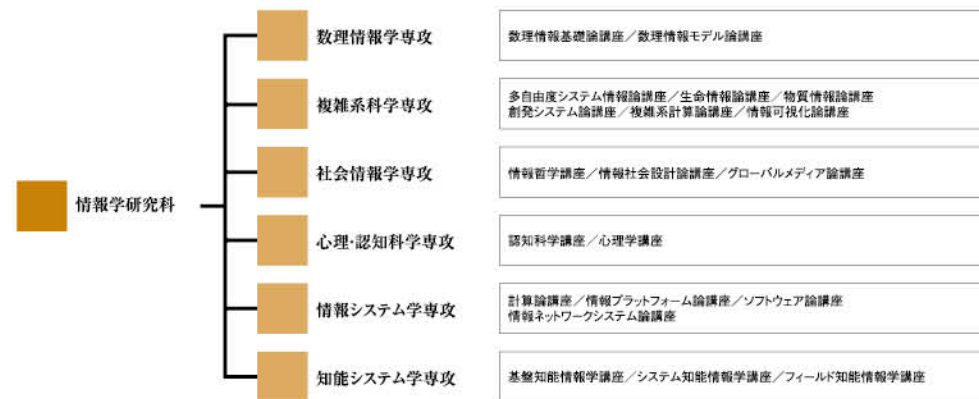 数理情報学専攻
数理情報基礎論講座／数理情報モデル論講座
複雑系科学専攻
多自由度システム情報論講座／生命情報論講座／物質情報論講座
創発システム論講座／複雑系計算論講座／情報可視化論講座
社会情報学専攻
情報哲学講座／情報社会設計論講座／グローバルメディア論講座
情報学研究科
心理・認知科学専攻
認知科学講座／心理学講座
情報システム学専攻
計算論講座／情報プラットフォーム論講座／ソフトウェア論講座
情報ネットワークシステム論講座
知能システム学専攻
基盤知能情報学講座／システム知能情報学講座／フィールド知能情報学講座